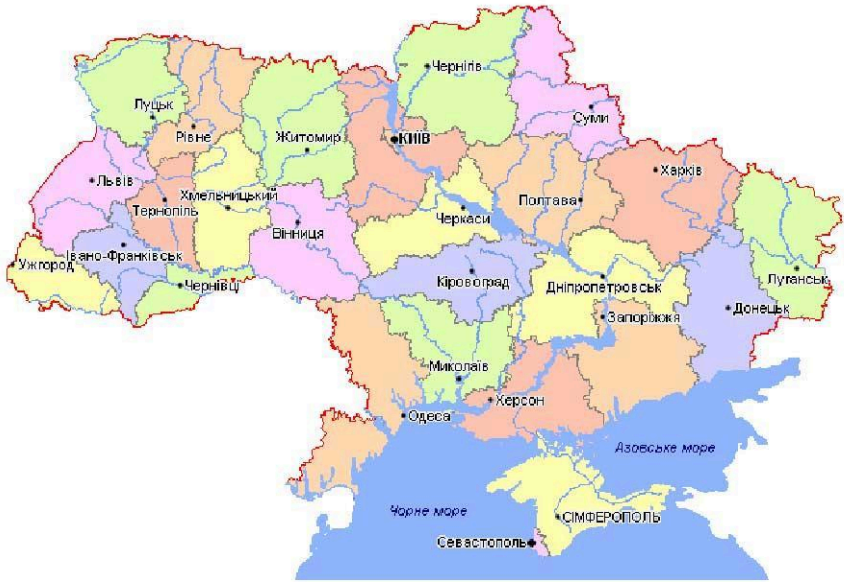 Чернігів
Луцьк
Суми
Рівне
Житомир
КИЇВ
Харків
Львів
Хмельницький
Полтава
Тернопіль
Черкаси
Вінниця
Івано-Франківськ
Ужгород
Луганськ
Кіровоград
Чернівці
Дніпропетровськ
Донецьк
Запоріжжя
Миколаїв
Херсон
Одеса
Азовське море
Чорне море
СІМФЕРОПОЛЬ
Севастополь